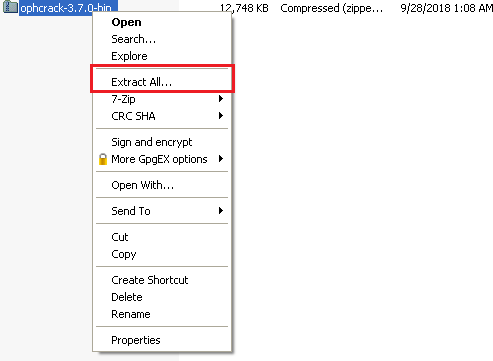 ophcrack-3.7.0-bin 12,748 KB Compressed (zippe... 9/28/2018 1:08 AM
Open
Search...
Explore
Extract All...
7-Zip
CRC SHA
Sign and encrypt
More GpgEX options
Open With...
Send To
Cut
Copy
Create Shortcut
Delete
Rename
Properties